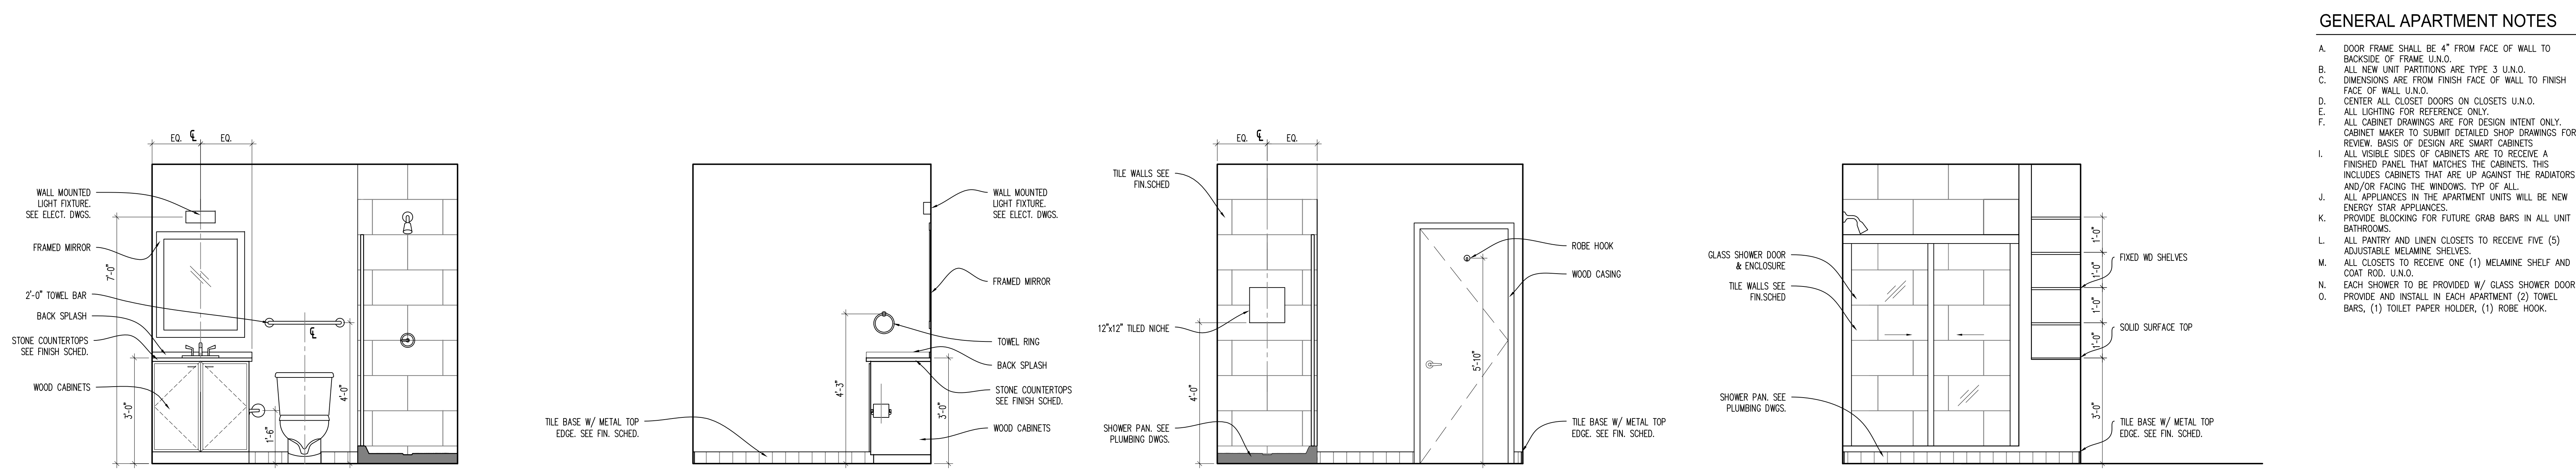 EQ.
℄
EQ.
WALL MOUNTED
LIGHT FIXTURE.
SEE ELECT. DWGS.
FRAMED MIRROR
7'-0"
2'-0" TOWEL BAR
BACK SPLASH
℄
STONE COUNTERTOPS
SEE FINISH SCHED.
WOOD CABINETS
3'-0"
1'-6"
4'-0"
WALL MOUNTED
LIGHT FIXTURE.
SEE ELECT. DWGS.
FRAMED MIRROR
TOWEL RING
BACK SPLASH
4'-3"
STONE COUNTERTOPS
SEE FINISH SCHED.
3'-0"
TILE BASE W/ METAL TOP
EDGE. SEE FIN. SCHED.
WOOD CABINETS
EQ.
℄
EQ.
TILE WALLS SEE
FIN.SCHED
ROBE HOOK
WOOD CASING
12"x12" TILED NICHE
5'-10"
4'-0"
SHOWER PAN. SEE
PLUMBING DWGS.
TILE BASE W/ METAL TOP
EDGE. SEE FIN. SCHED.
1'-0"
GLASS SHOWER DOOR
& ENCLOSURE
FIXED WD SHELVES
1'-0"
TILE WALLS SEE
FIN.SCHED
1'-0"
SOLID SURFACE TOP
1'-0"
SHOWER PAN. SEE
PLUMBING DWGS.
3'-0"
TILE BASE W/ METAL TOP
EDGE. SEE FIN. SCHED.
GENERAL APARTMENT NOTES
A. DOOR FRAME SHALL BE 4" FROM FACE OF WALL TO
BACKSIDE OF FRAME U.N.O.
B. ALL NEW UNIT PARTITIONS ARE TYPE 3 U.N.O.
C. DIMENSIONS ARE FROM FINISH FACE OF WALL TO FINISH
FACE OF WALL U.N.O.
D. CENTER ALL CLOSET DOORS ON CLOSETS U.N.O.
E. ALL LIGHTING FOR REFERENCE ONLY.
F. ALL CABINET DRAWINGS ARE FOR DESIGN INTENT ONLY.
CABINET MAKER TO SUBMIT DETAILED SHOP DRAWINGS FOR
REVIEW. BASIS OF DESIGN ARE SMART CABINETS
I. ALL VISIBLE SIDES OF CABINETS ARE TO RECEIVE A
FINISHED PANEL THAT MATCHES THE CABINETS. THIS
INCLUDES CABINETS THAT ARE UP AGAINST THE RADIATORS
AND/OR FACING THE WINDOWS. TYP OF ALL.
J. ALL APPLIANCES IN THE APARTMENT UNITS WILL BE NEW
ENERGY STAR APPLIANCES.
K. PROVIDE BLOCKING FOR FUTURE GRAB BARS IN ALL UNIT
BATHROOMS.
L. ALL PANTRY AND LINEN CLOSETS TO RECEIVE FIVE (5)
ADJUSTABLE MELAMINE SHELVES.
M. ALL CLOSETS TO RECEIVE ONE (1) MELAMINE SHELF AND
COAT ROD. U.N.O.
N. EACH SHOWER TO BE PROVIDED W/ GLASS SHOWER DOOR
O. PROVIDE AND INSTALL IN EACH APARTMENT (2) TOWEL
BARS, (1) TOILET PAPER HOLDER, (1) ROBE HOOK.